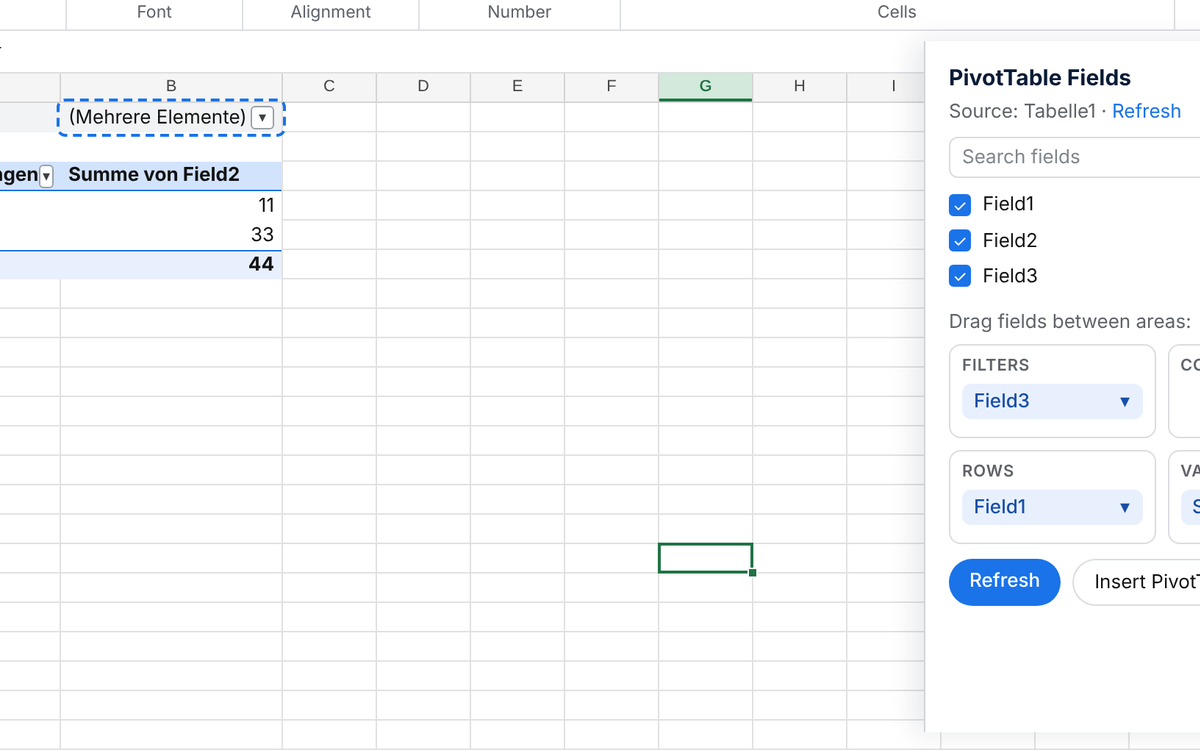 Font Alignment Number Cells
B C D E F G H I
(Mehrere Elemente)
Summe von Field2
11
33
44
PivotTable Fields
Source: Tabelle1 · Refresh
Search fields
Field1
Field2
Field3
Drag fields between areas:
FILTERS
Field3
ROWS
Field1
Refresh
Insert